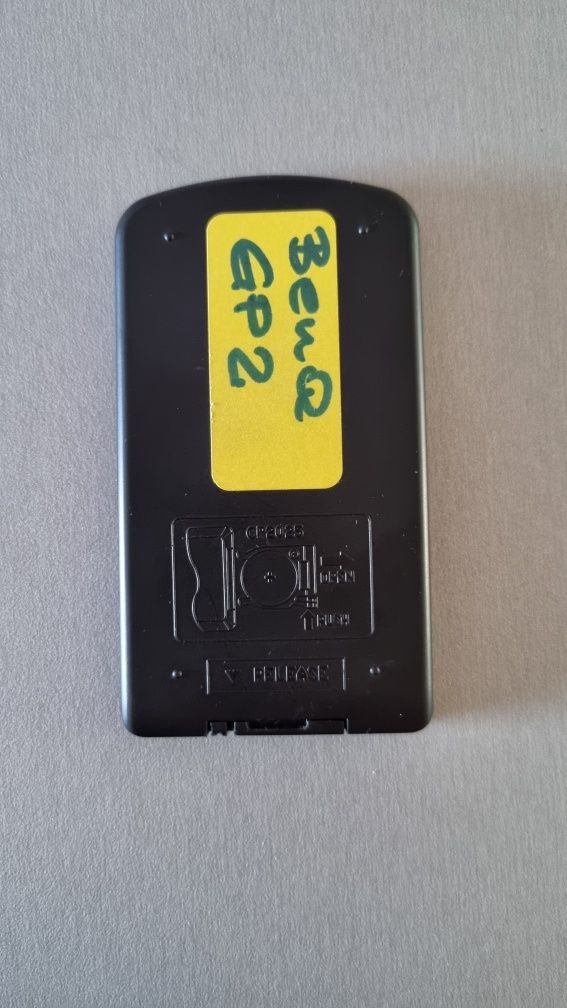 BenQ
GP2
CR2025
OPEN
PUSH
RELEASE